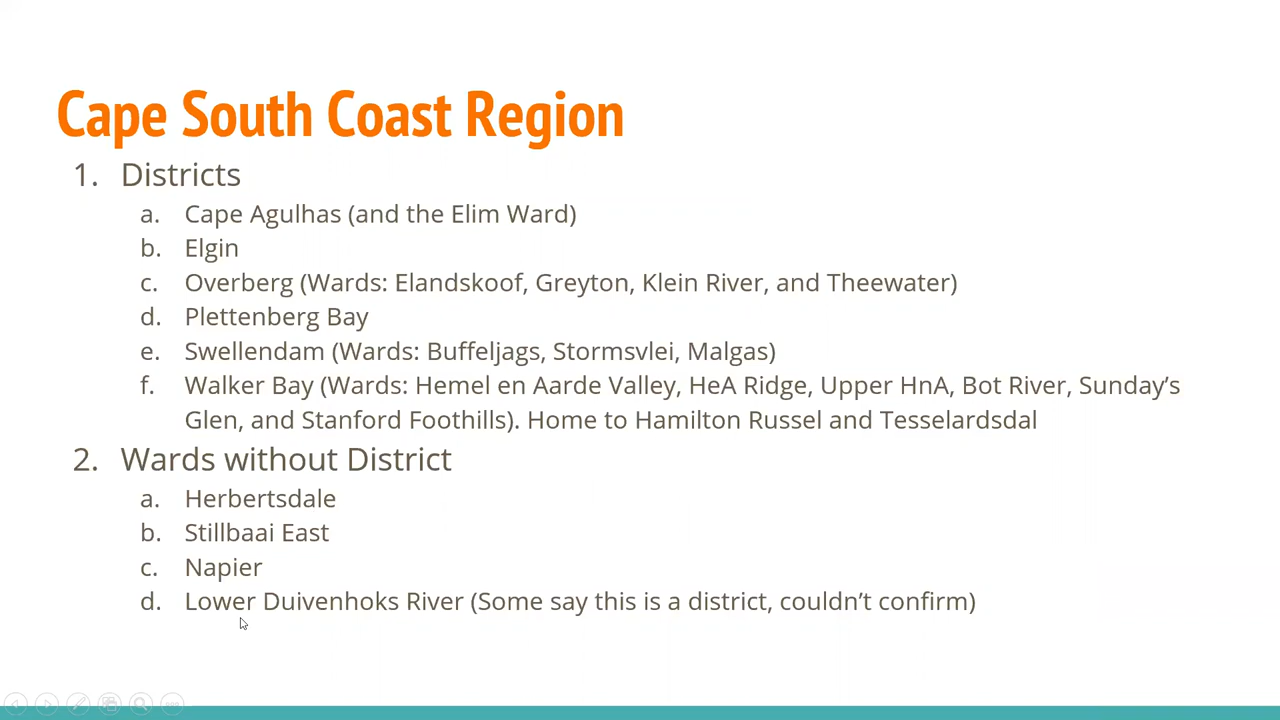 Cape South Coast Region
1. Districts
a. Cape Agulhas (and the Elim Ward)
b. Elgin
c. Overberg (Wards: Elandskoof, Greyton, Klein River, and Theewater)
d. Plettenberg Bay
e. Swellendam (Wards: Buffeljags, Stormsvlei, Malgas)
f. Walker Bay (Wards: Hemel en Aarde Valley, HeA Ridge, Upper HnA, Bot River, Sunday’s
Glen, and Stanford Foothills). Home to Hamilton Russel and Tesselardsdal
2. Wards without District
a. Herbertsdale
b. Stillbaai East
c. Napier
d. Lower Duivenhoks River (Some say this is a district, couldn’t confirm)